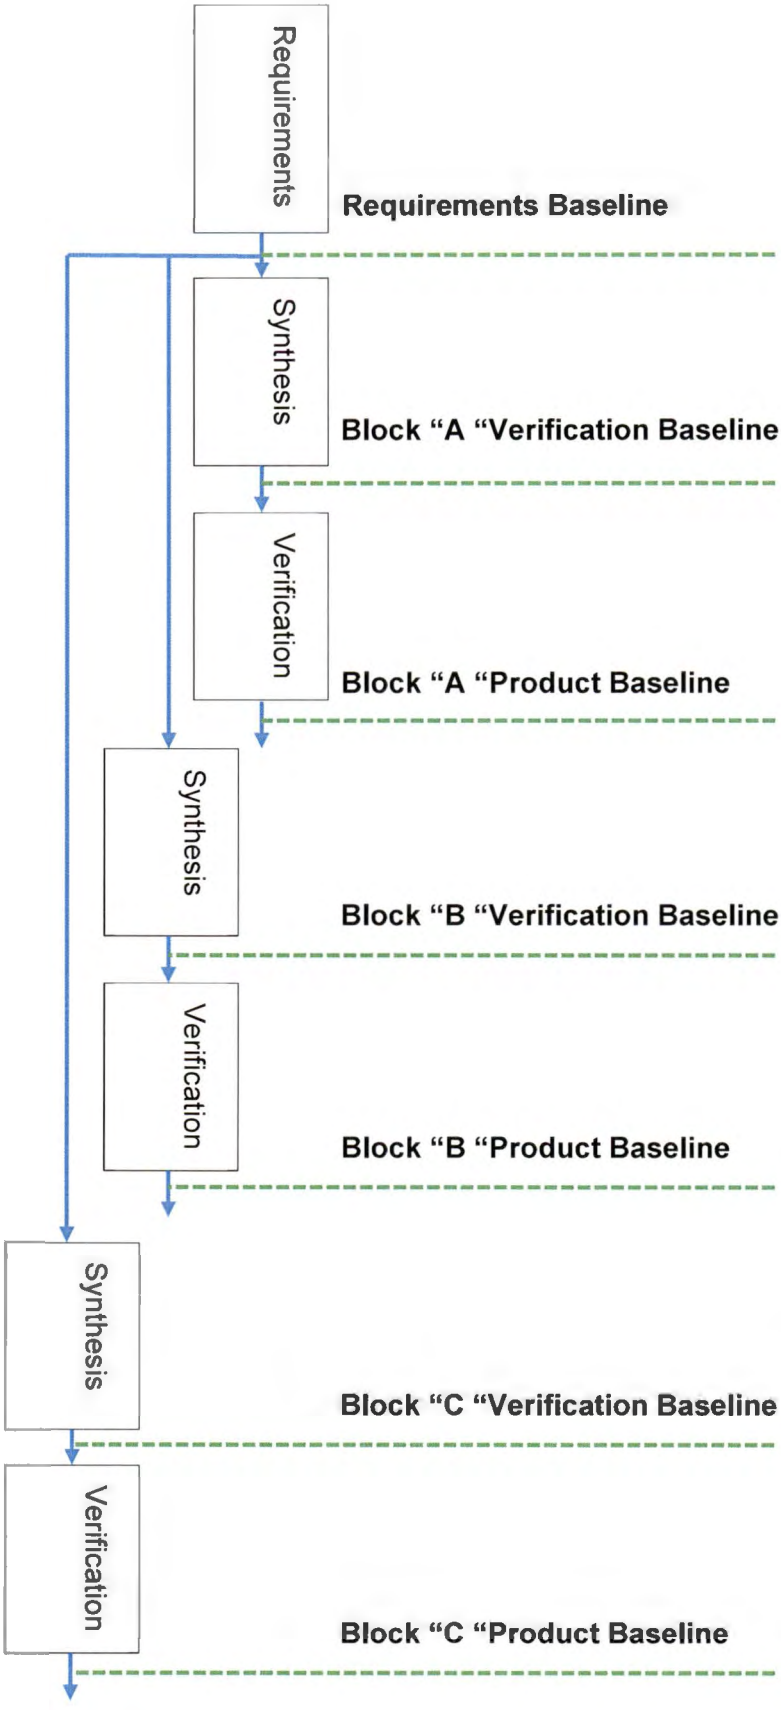 Requirements
Requirements Baseline
Synthesis
Block “A “Verification Baseline
Verification
Block “A “Product Baseline
Synthesis
Block “B “Verification Baseline
Verification
Block “B “Product Baseline
Synthesis
Block “C “Verification Baseline
Verification
Block “C “Product Baseline